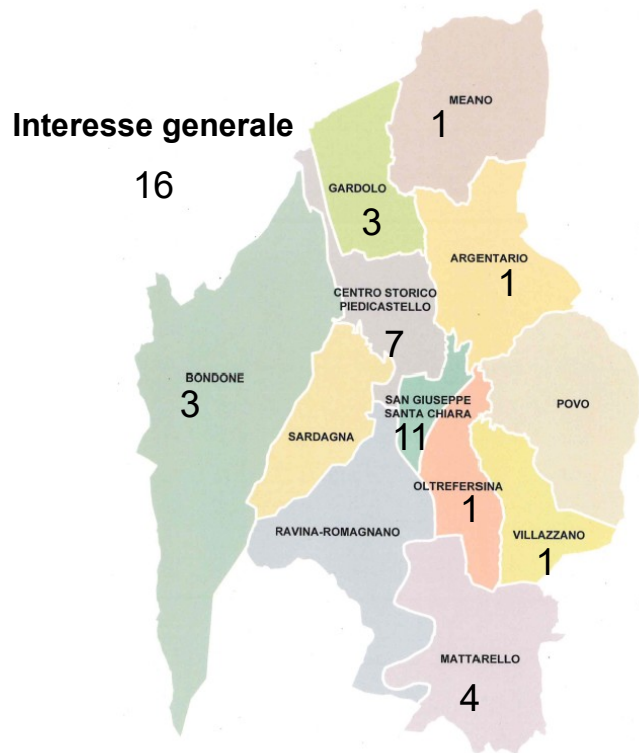 MEANO
1
Interesse generale
16
GARDOLO
3
ARGENTARIO
1
CENTRO STORICO
PIEDICASTELLO
7
BONDONE
3
SAN GIUSEPPE
SANTA CHIARA
11
POVO
SARDAGNA
OLTREFERSINA
1
RAVINA-ROMAGNANO
VILLAZZANO
1
MATTARELLO
4